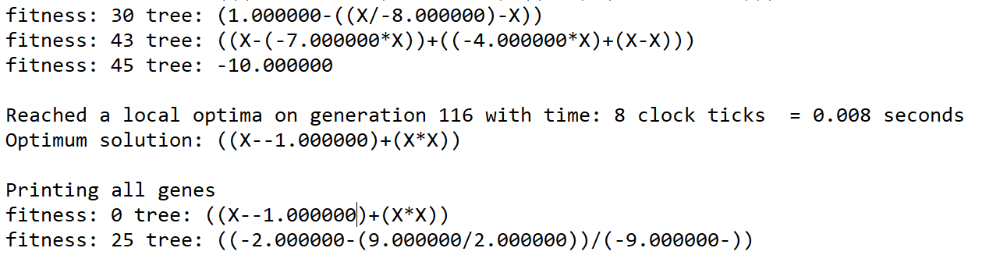 fitness: 30 tree: (1.000000-((X/-8.000000)-X))
fitness: 43 tree: ((X-(-7.000000*X))+((-4.000000*X)+(X-X)))
fitness: 45 tree: -10.000000
Reached a local optima on generation 116 with time: 8 clock ticks  = 0.008 seconds
Optimum solution: ((X--1.000000)+(X*X))
Printing all genes
fitness: 0 tree: ((X--1.000000)+(X*X))
fitness: 25 tree: ((-2.000000-(9.000000/2.000000))/(-9.000000-))